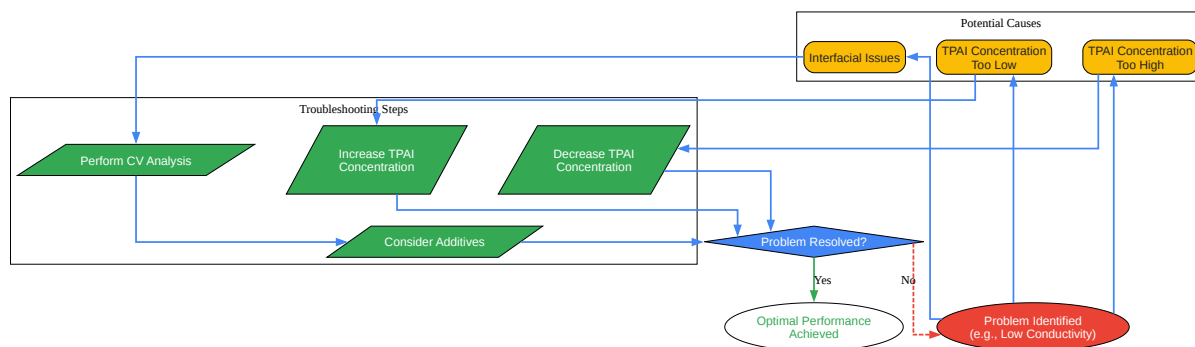 Potential Causes
Interfacial Issues
TPAI Concentration
Too Low
TPAI Concentration
Too High
Troubleshooting Steps
Perform CV Analysis
Increase TPAI
Concentration
Decrease TPAI
Concentration
Consider Additives
Problem Resolved?
Yes
No
Optimal Performance
Achieved
Problem Identified
(e.g., Low Conductivity)